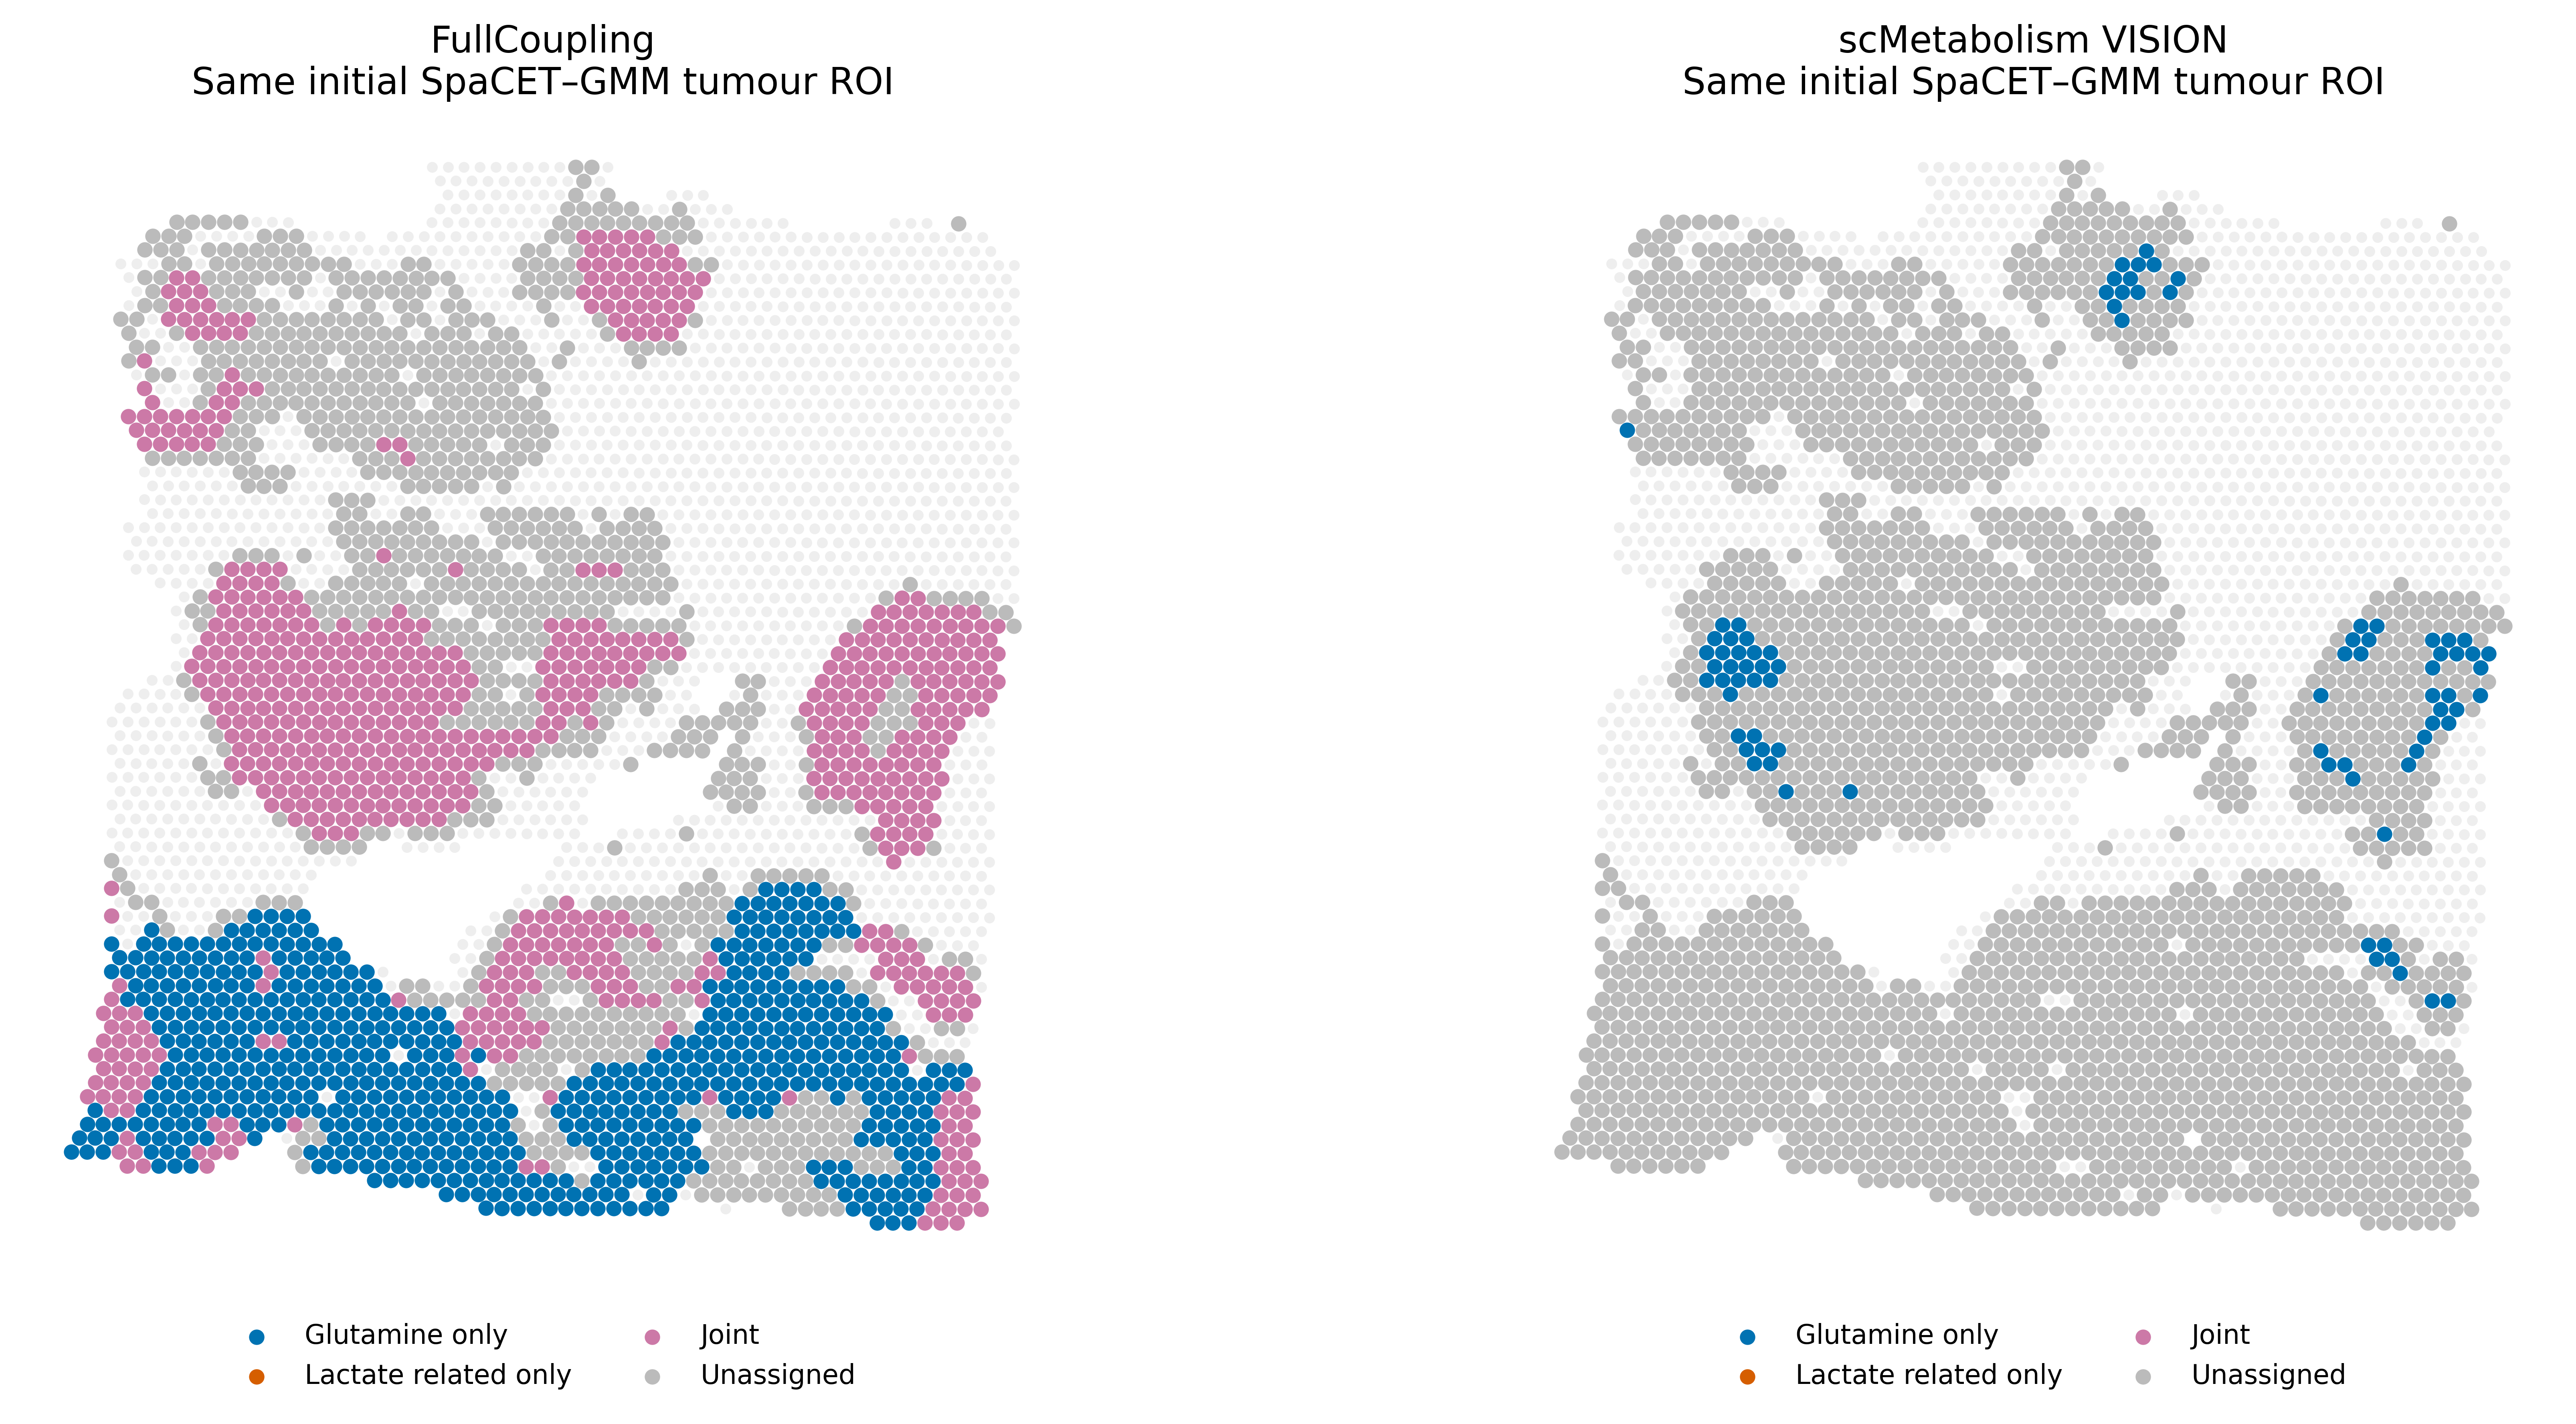 FullCoupling
Same initial SpaCET–GMM tumour ROI
Glutamine only
Lactate related only
Joint
Unassigned
scMetabolism VISION
Same initial SpaCET–GMM tumour ROI
Glutamine only
Lactate related only
Joint
Unassigned